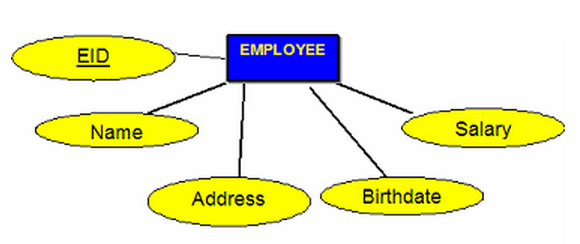 EMPLOYEE
EID
Name
Salary
Address
Birthdate